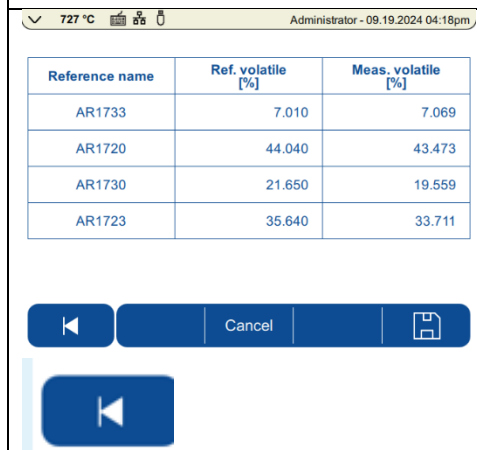 727 °C Administrator - 09.19.2024 04:18pm
Reference name Ref. volatile [%] Meas. volatile [%]
AR1733 7.010 7.069
AR1720 44.040 43.473
AR1730 21.650 19.559
AR1723 35.640 33.711
Cancel